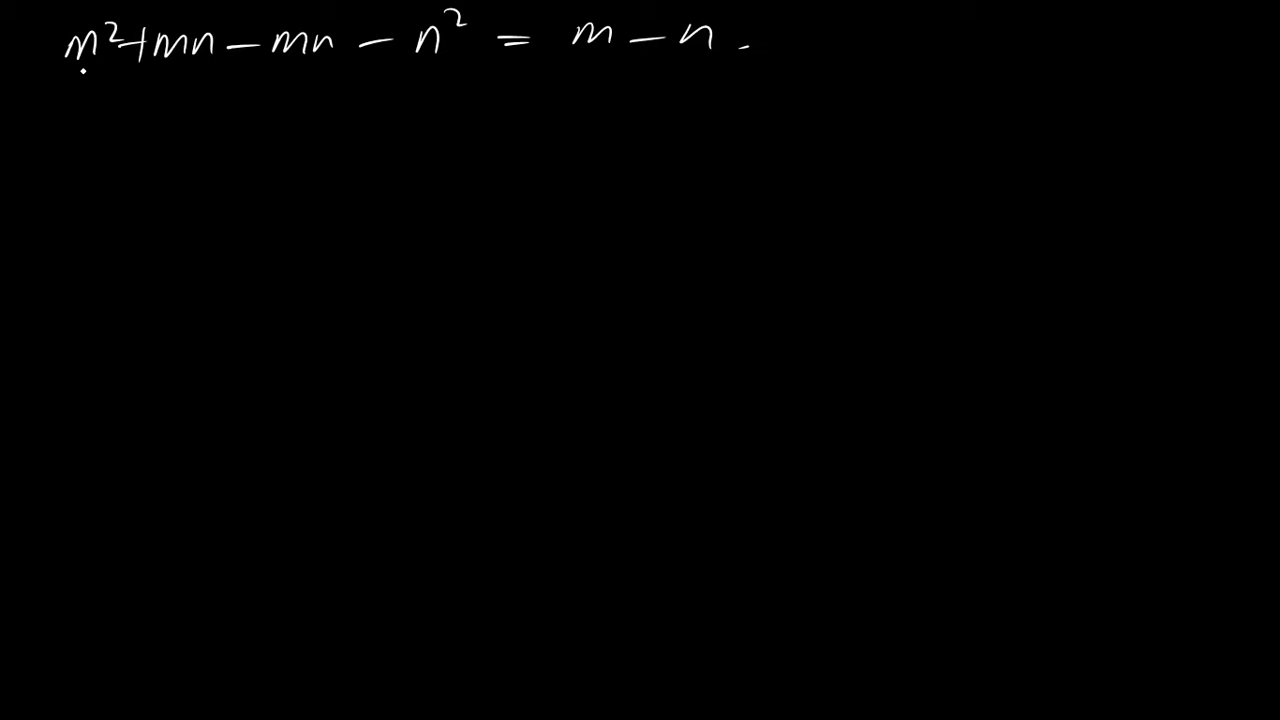 m²+mn - mn - n² = m - n .